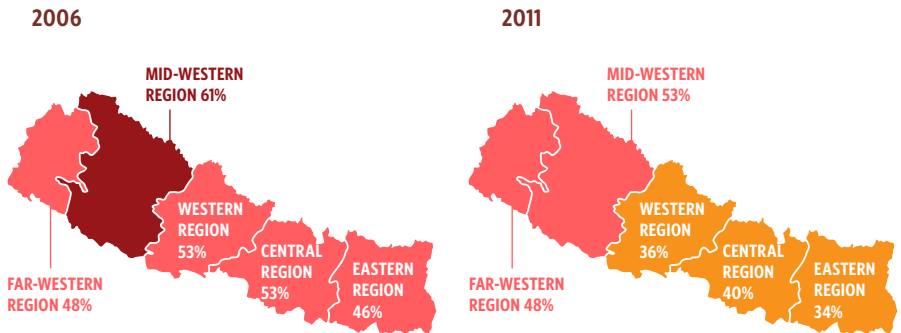 2006
MID-WESTERN
REGION 61%
WESTERN
REGION
53%
CENTRAL
REGION
53%
EASTERN
REGION
46%
FAR-WESTERN
REGION 48%
2011
MID-WESTERN
REGION 53%
WESTERN
REGION
36%
CENTRAL
REGION
40%
EASTERN
REGION
34%
FAR-WESTERN
REGION 48%